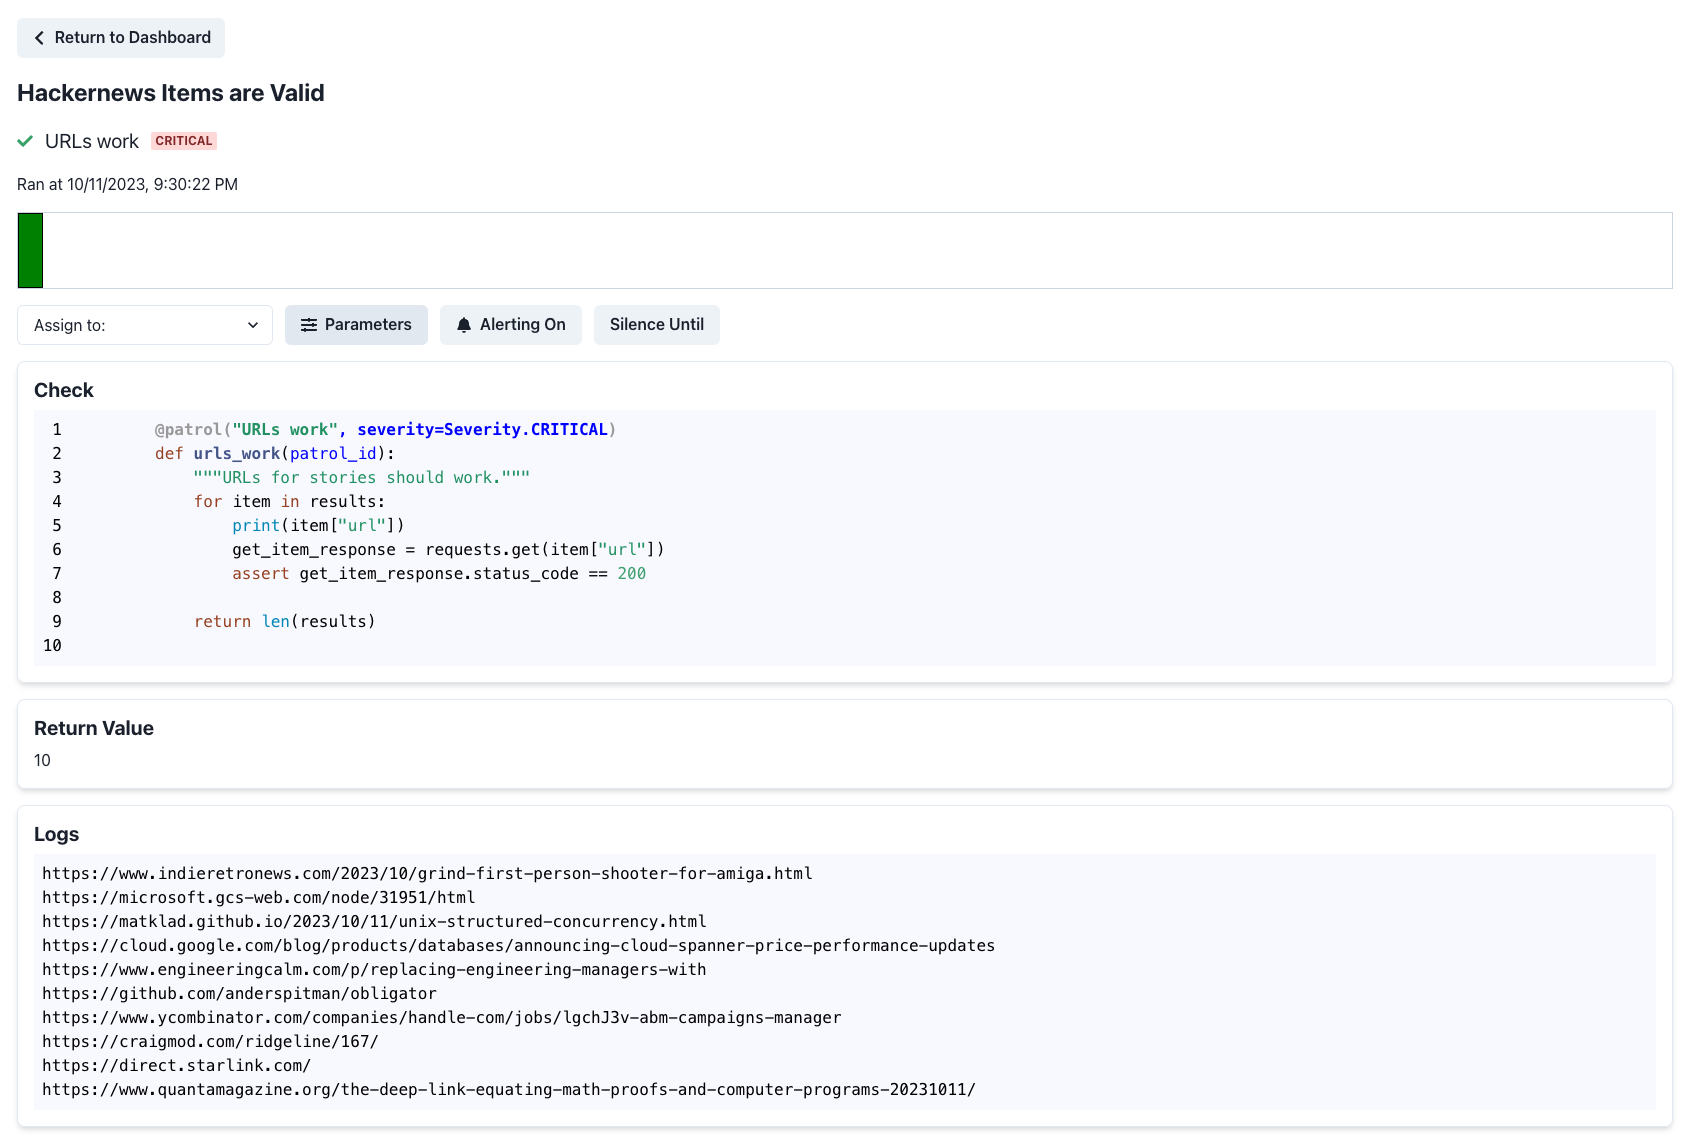 Return to Dashboard
Hackernews Items are Valid
URLs work CRITICAL
Ran at 10/11/2023, 9:30:22 PM
Assign to: Parameters Alerting On Silence Until
Check
1 @patrol("URLs work", severity=Severity.CRITICAL)
2 def urls_work(patrol_id):
3 """URLs for stories should work."""
4 for item in results:
5 print(item["url"])
6 get_item_response = requests.get(item["url"])
7 assert get_item_response.status_code == 200
8
9 return len(results)
10
Return Value
10
Logs
https://www.indieretronews.com/2023/10/grind-first-person-shooter-for-amiga.html
https://microsoft.gcs-web.com/node/31951/html
https://matklad.github.io/2023/10/11/unix-structured-concurrency.html
https://cloud.google.com/blog/products/databases/announcing-cloud-spanner-price-performance-updates
https://www.engineeringcalm.com/p/replacing-engineering-managers-with
https://github.com/anderspitman/obligator
https://www.ycombinator.com/companies/handle-com/jobs/lgchJ3v-abm-campaigns-manager
https://craigmod.com/ridgeline/167/
https://direct.starlink.com/
https://www.quantamagazine.org/the-deep-link-equating-math-proofs-and-computer-programs-20231011/